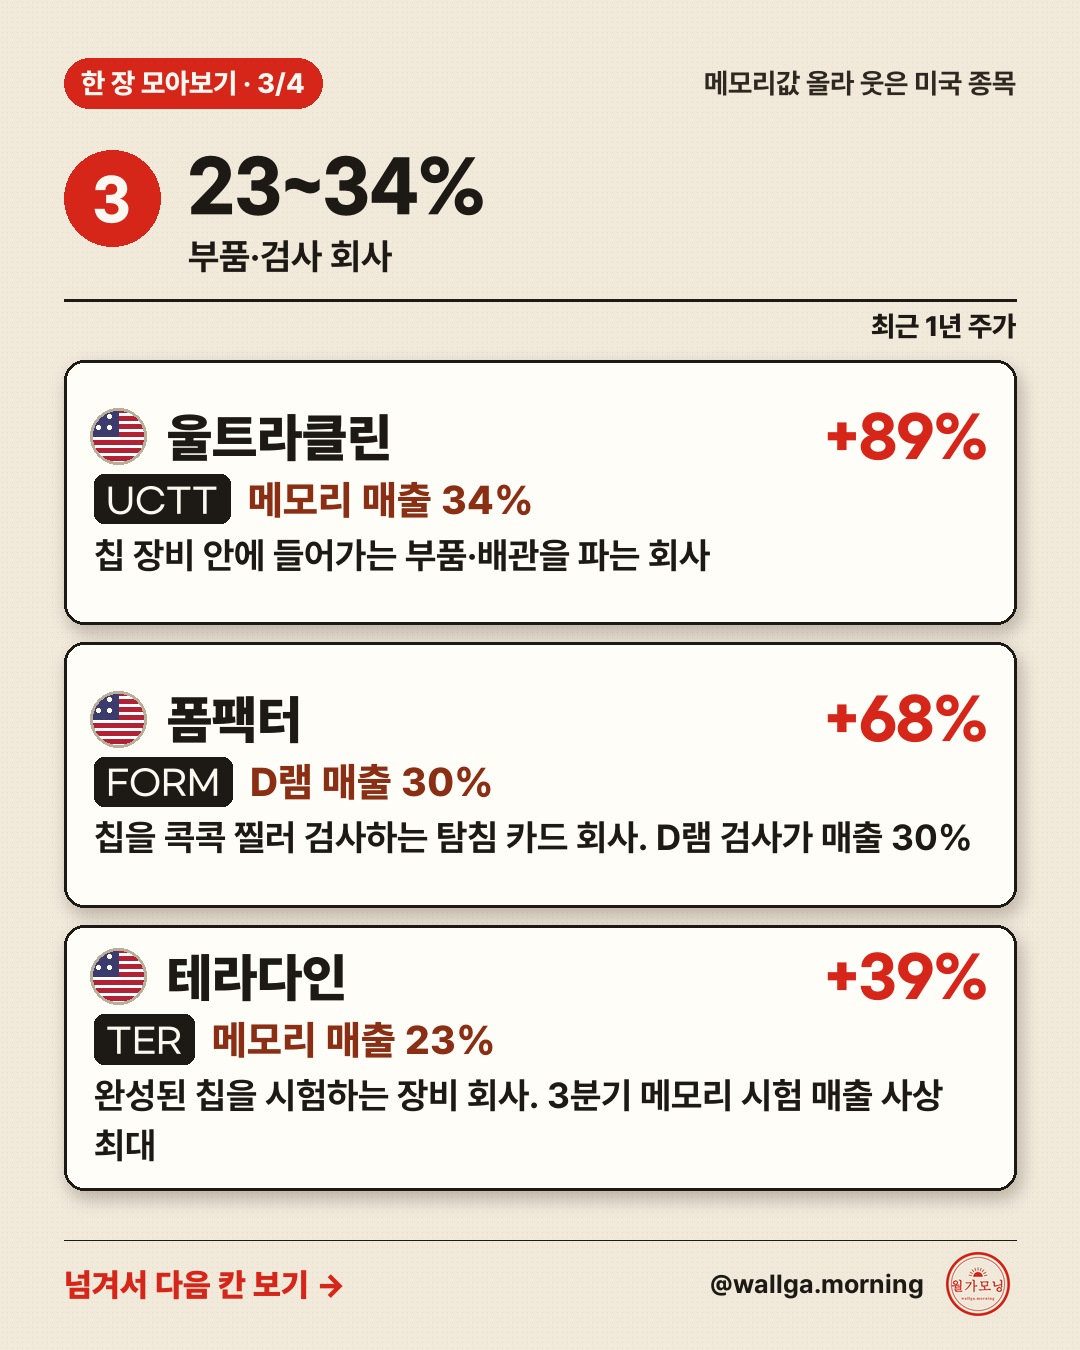 한 장 모아보기 · 3/4
메모리값 올라 웃은 미국 종목
3
23~34%
부품·검사 회사
최근 1년 주가
울트라클린
+89%
UCTT 메모리 매출 34%
칩 장비 안에 들어가는 부품·배관을 파는 회사
폼팩터
+68%
FORM D램 매출 30%
칩을 콕콕 찔러 검사하는 탐침 카드 회사. D램 검사가 매출 30%
테라다인
+39%
TER 메모리 매출 23%
완성된 칩을 시험하는 장비 회사. 3분기 메모리 시험 매출 사상
최대
넘겨서 다음 칸 보기 →
@wallga.morning
월가모닝
wallga.morning